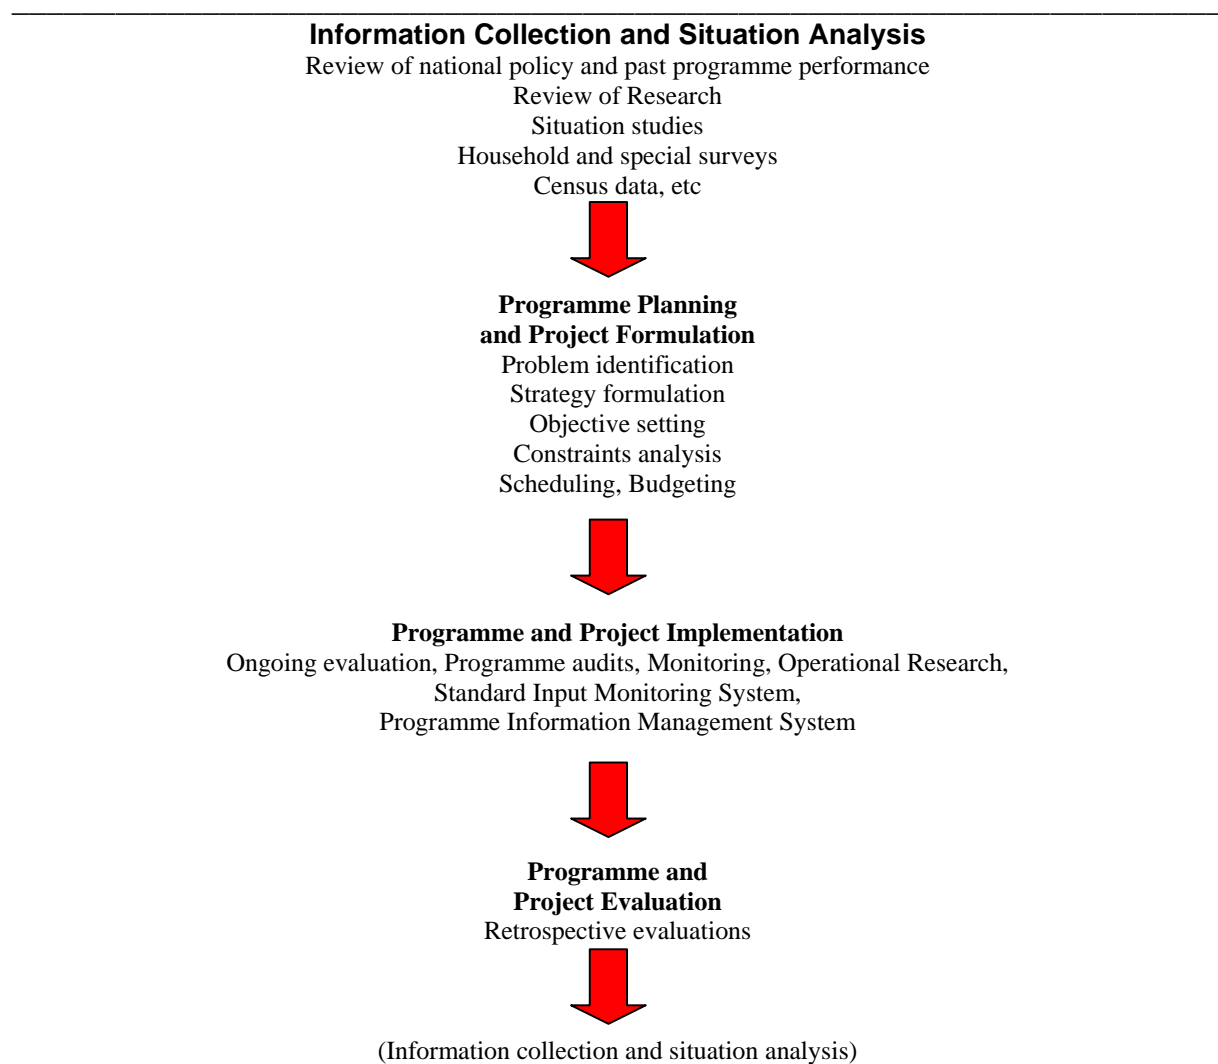 Information Collection and Situation Analysis
Review of national policy and past programme performance
Review of Research
Situation studies
Household and special surveys
Census data, etc
Programme Planning
and Project Formulation
Problem identification
Strategy formulation
Objective setting
Constraints analysis
Scheduling, Budgeting
Programme and Project Implementation
Ongoing evaluation, Programme audits, Monitoring, Operational Research,
Standard Input Monitoring System,
Programme Information Management System
Programme and
Project Evaluation
Retrospective evaluations
(Information collection and situation analysis)